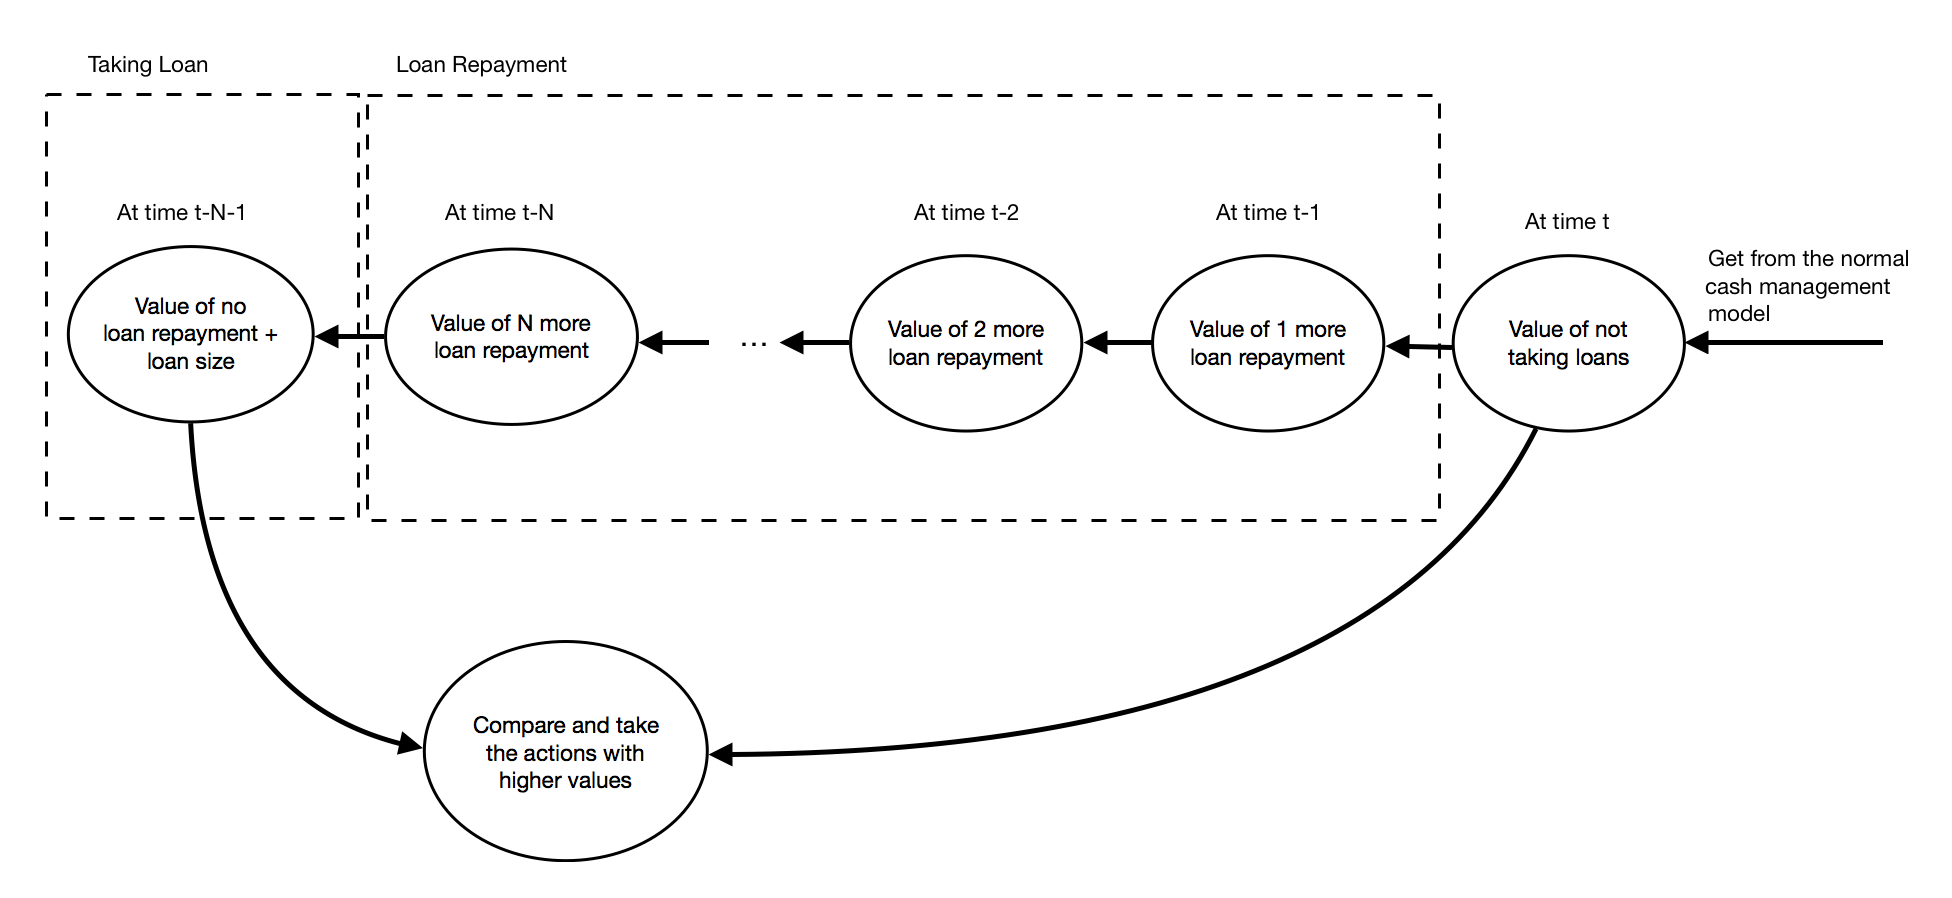 Taking Loan
Loan Repayment
At time t-N-1
At time t-N
At time t-2
At time t-1
At time t
Value of no
loan repayment +
loan size
Value of N more
loan repayment
...
Value of 2 more
loan repayment
Value of 1 more
loan repayment
Value of not
taking loans
Get from the normal
cash management
model
Compare and take
the actions with
higher values